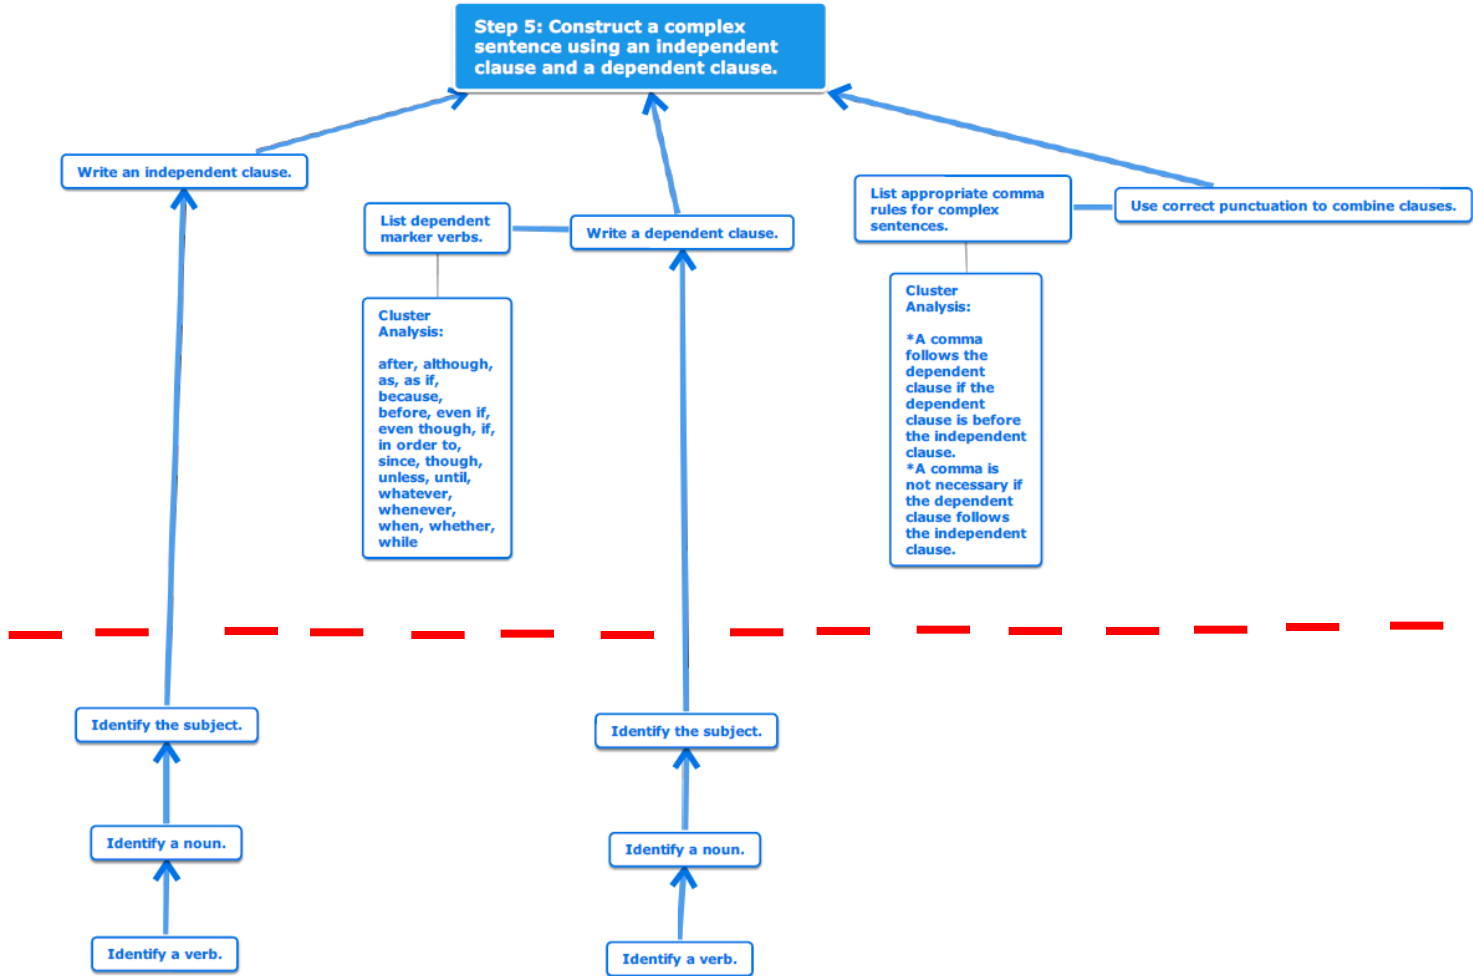 Step 5: Construct a complex
sentence using an independent
clause and a dependent clause.
Write an independent clause.
List dependent
marker verbs.
Write a dependent clause.
List appropriate comma
rules for complex
sentences.
Use correct punctuation to combine clauses.
Cluster
Analysis:
after, although,
as, as if,
because,
before, even if,
even though, if,
in order to,
since, though,
unless, until,
whatever,
whenever,
when, whether,
while
Cluster
Analysis:
*A comma
follows the
dependent
clause if the
dependent
clause is before
the independent
clause.
*A comma is
not necessary if
the dependent
clause follows
the independent
clause.
Identify the subject.
Identify a noun.
Identify a verb.
Identify the subject.
Identify a noun.
Identify a verb.